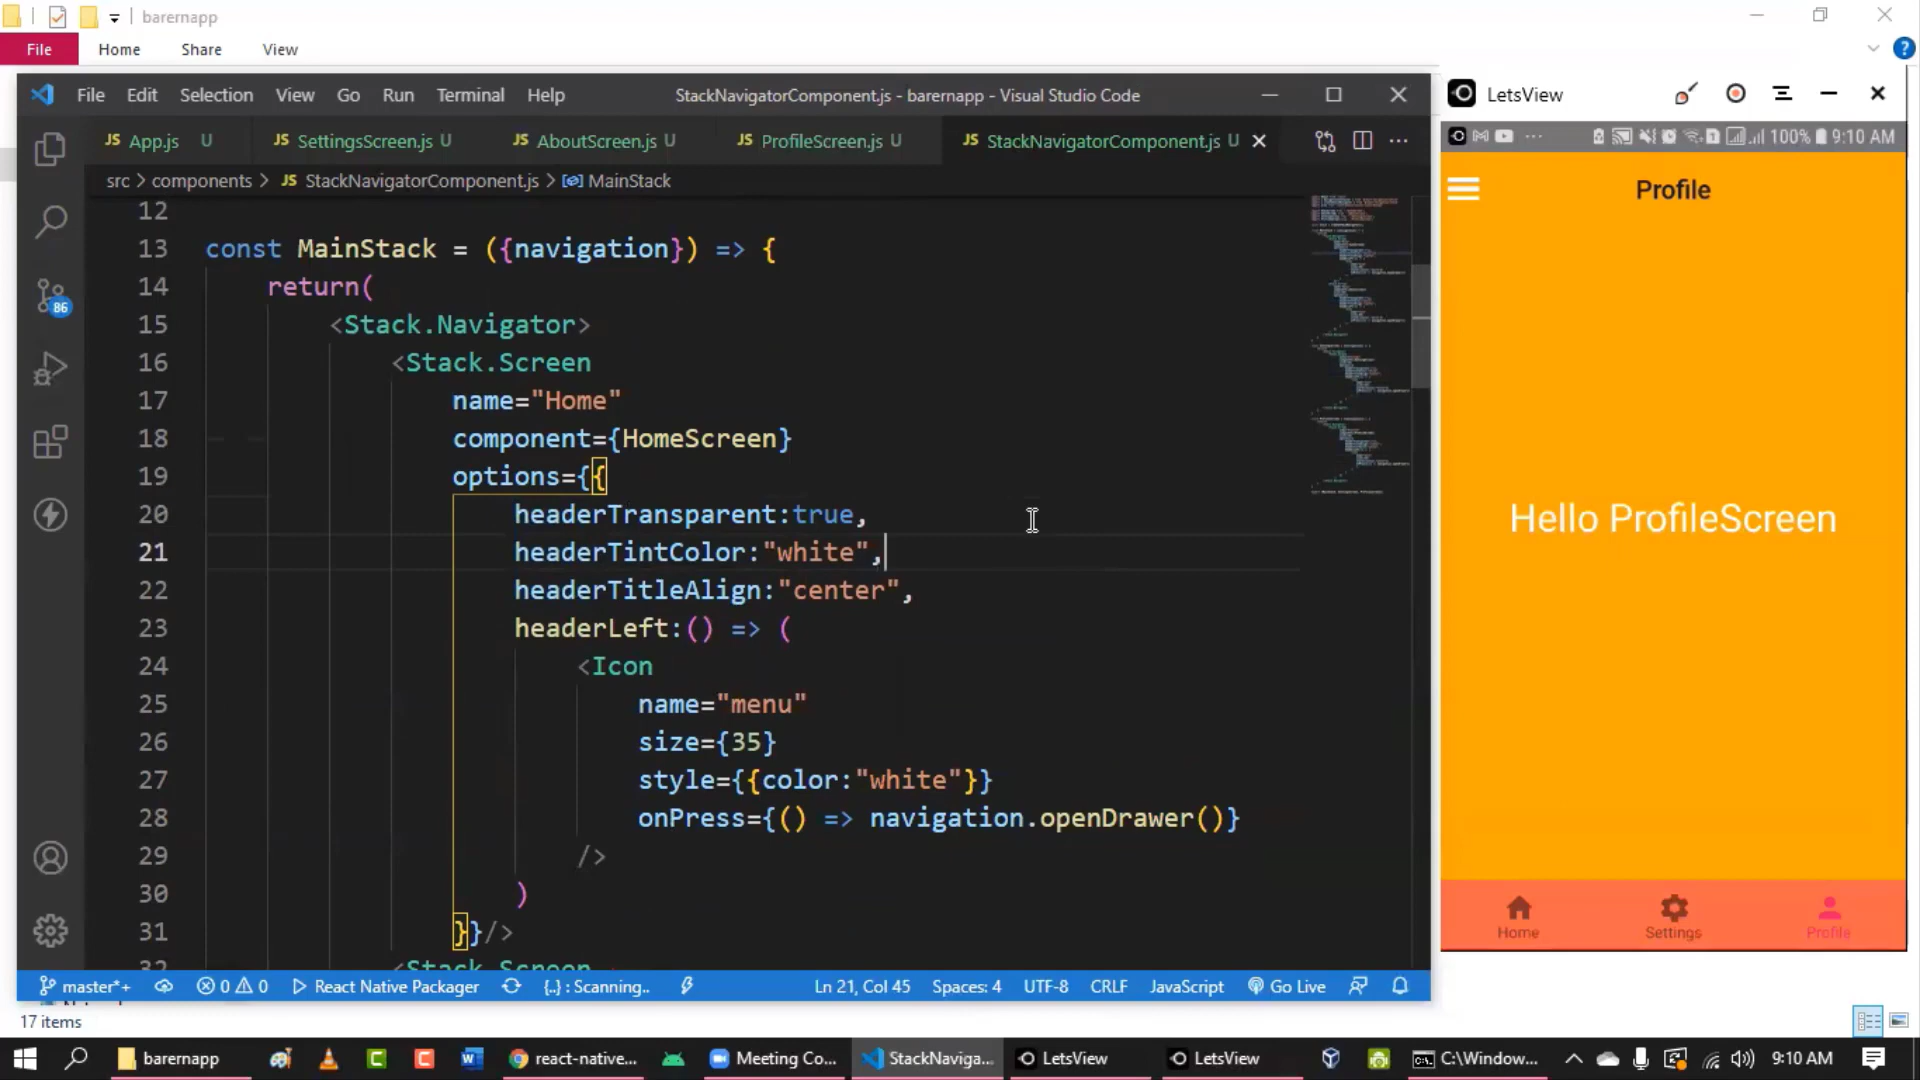 barernapp
File Home Share View
File Edit Selection View Go Run Terminal Help StackNavigatorComponent.js - barernapp - Visual Studio Code
JS App.js U JS SettingsScreen.js U JS AboutScreen.js U JS ProfileScreen.js U JS StackNavigatorComponent.js U
src > components > JS StackNavigatorComponent.js > MainStack
12
13 const MainStack = ({navigation}) => {
14 return(
15 <Stack.Navigator>
16 <Stack.Screen
17 name="Home"
18 component={HomeScreen}
19 options={{
20 headerTransparent:true,
21 headerTintColor:"white",
22 headerTitleAlign:"center",
23 headerLeft:() => (
24 <Icon
25 name="menu"
26 size={35}
27 style={{color:"white"}}
28 onPress={() => navigation.openDrawer()}
29 />
30 )
31 }}/>
32 <Stack.Screen
86
master*+ 0 0 React Native Packager {..} : Scanning.. Ln 21, Col 45 Spaces: 4 UTF-8 CRLF JavaScript Go Live
17 items
LetsView
100% 9:10 AM
Profile
Hello ProfileScreen
Home Settings Profile
barernapp react-native... Meeting Co... StackNaviga... LetsView LetsView C:\Window... 9:10 AM